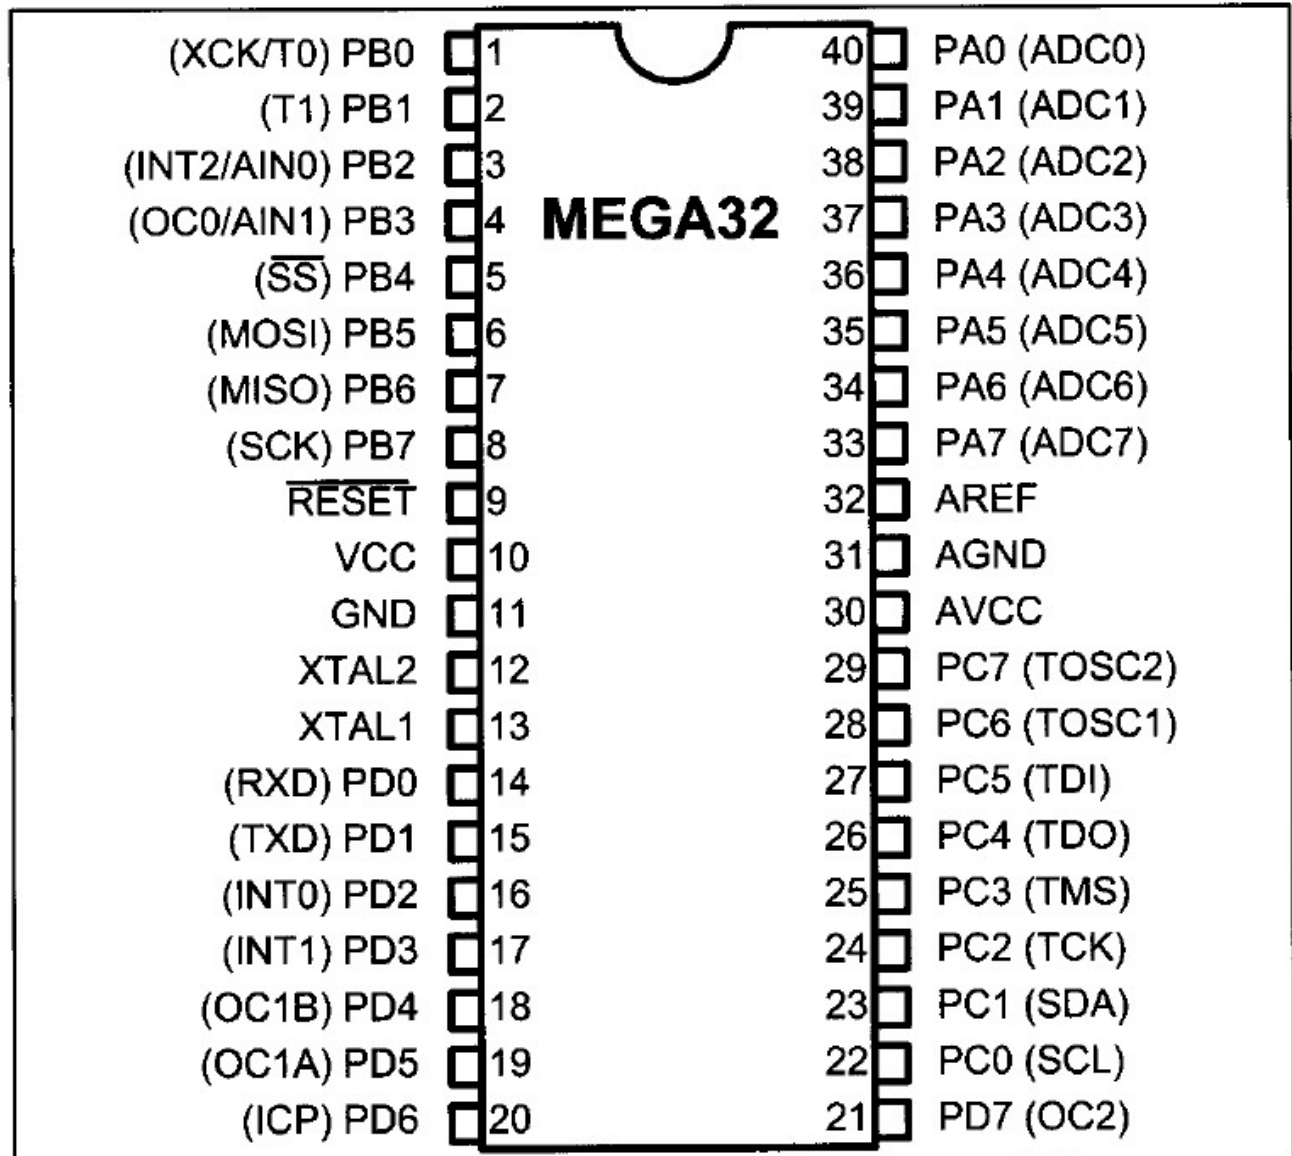 (XCK/T0) PB0 1 40 PA0 (ADC0)
(T1) PB1 2 39 PA1 (ADC1)
(INT2/AIN0) PB2 3 38 PA2 (ADC2)
(OC0/AIN1) PB3 4 MEGA32 37 PA3 (ADC3)
(SS) PB4 5 36 PA4 (ADC4)
(MOSI) PB5 6 35 PA5 (ADC5)
(MISO) PB6 7 34 PA6 (ADC6)
(SCK) PB7 8 33 PA7 (ADC7)
RESET 9 32 AREF
VCC 10 31 AGND
GND 11 30 AVCC
XTAL2 12 29 PC7 (TOSC2)
XTAL1 13 28 PC6 (TOSC1)
(RXD) PD0 14 27 PC5 (TDI)
(TXD) PD1 15 26 PC4 (TDO)
(INT0) PD2 16 25 PC3 (TMS)
(INT1) PD3 17 24 PC2 (TCK)
(OC1B) PD4 18 23 PC1 (SDA)
(OC1A) PD5 19 22 PC0 (SCL)
(ICP) PD6 20 21 PD7 (OC2)